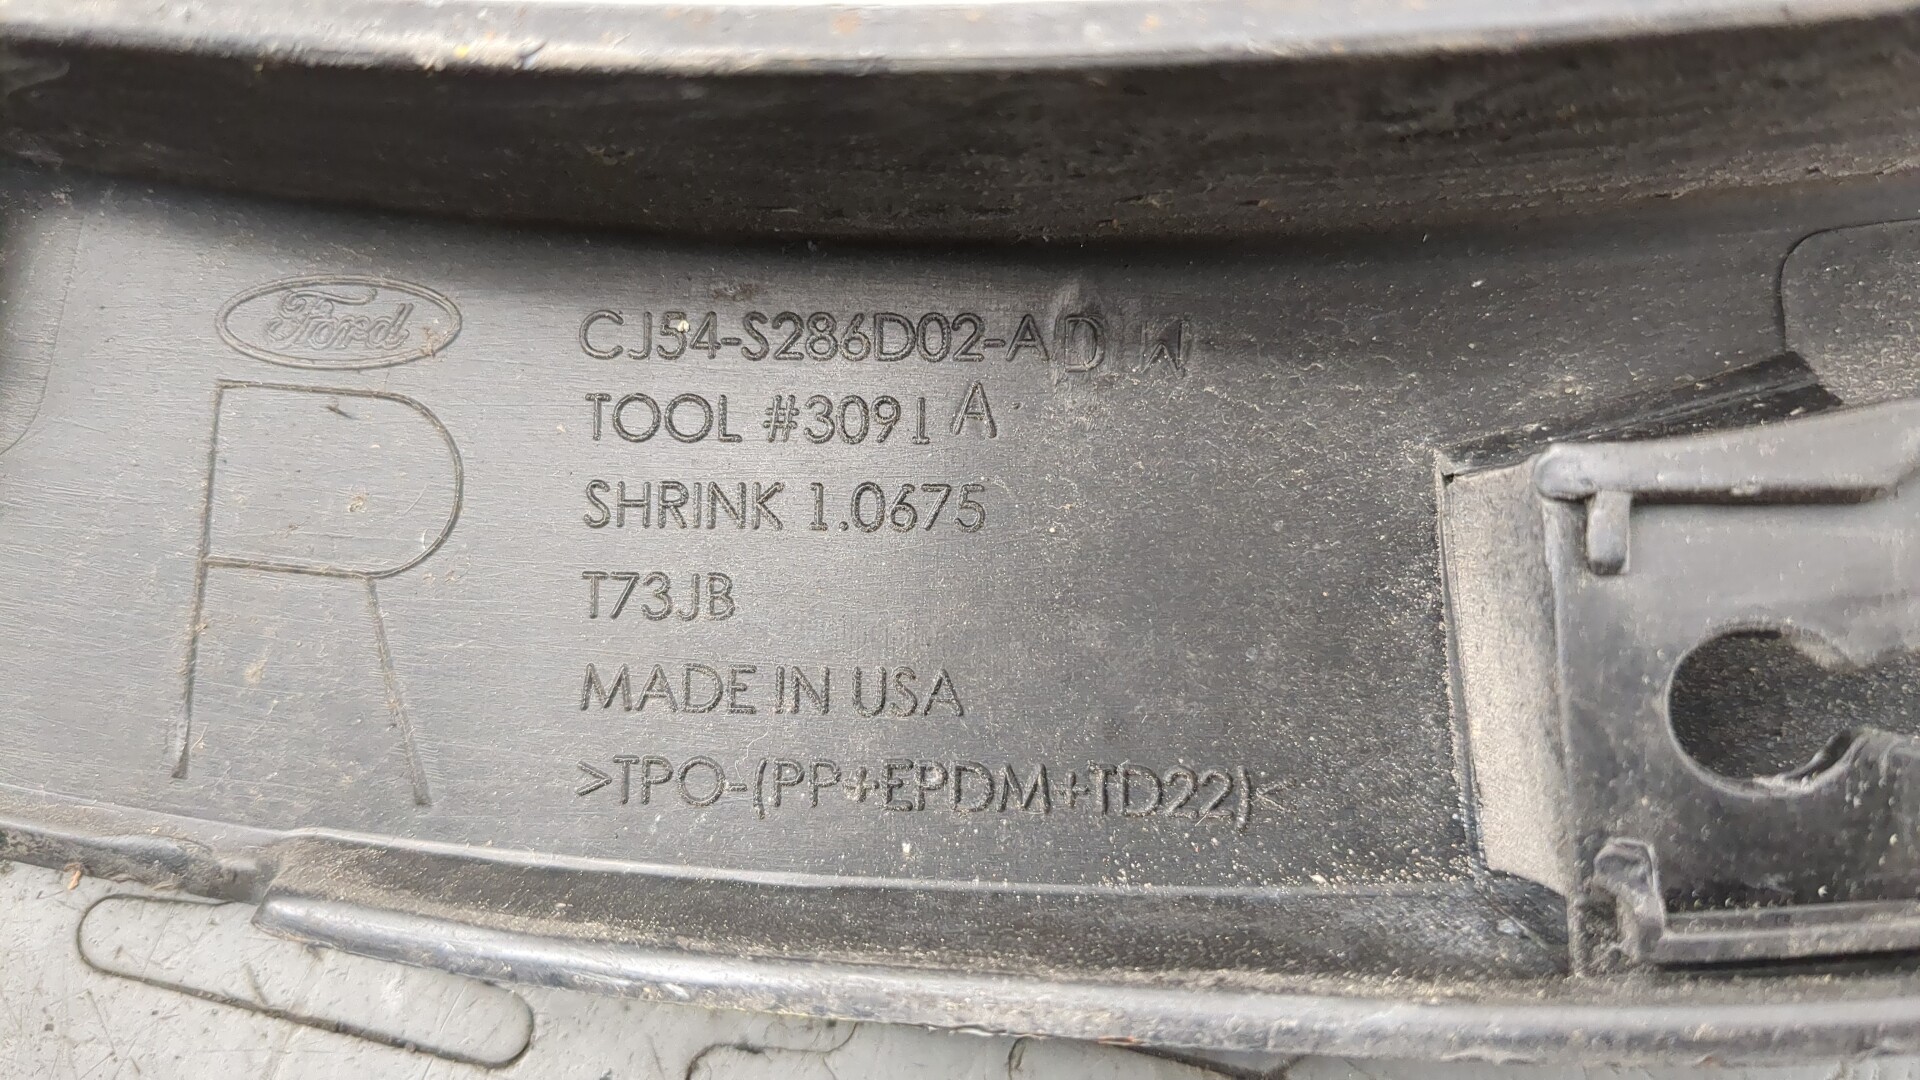 Ford
R
CJ54-S286D02-AD W
TOOL #3091 A
SHRINK 1.0675
T73JB
MADE IN USA
>TPO-(PP+EPDM+TD22)<